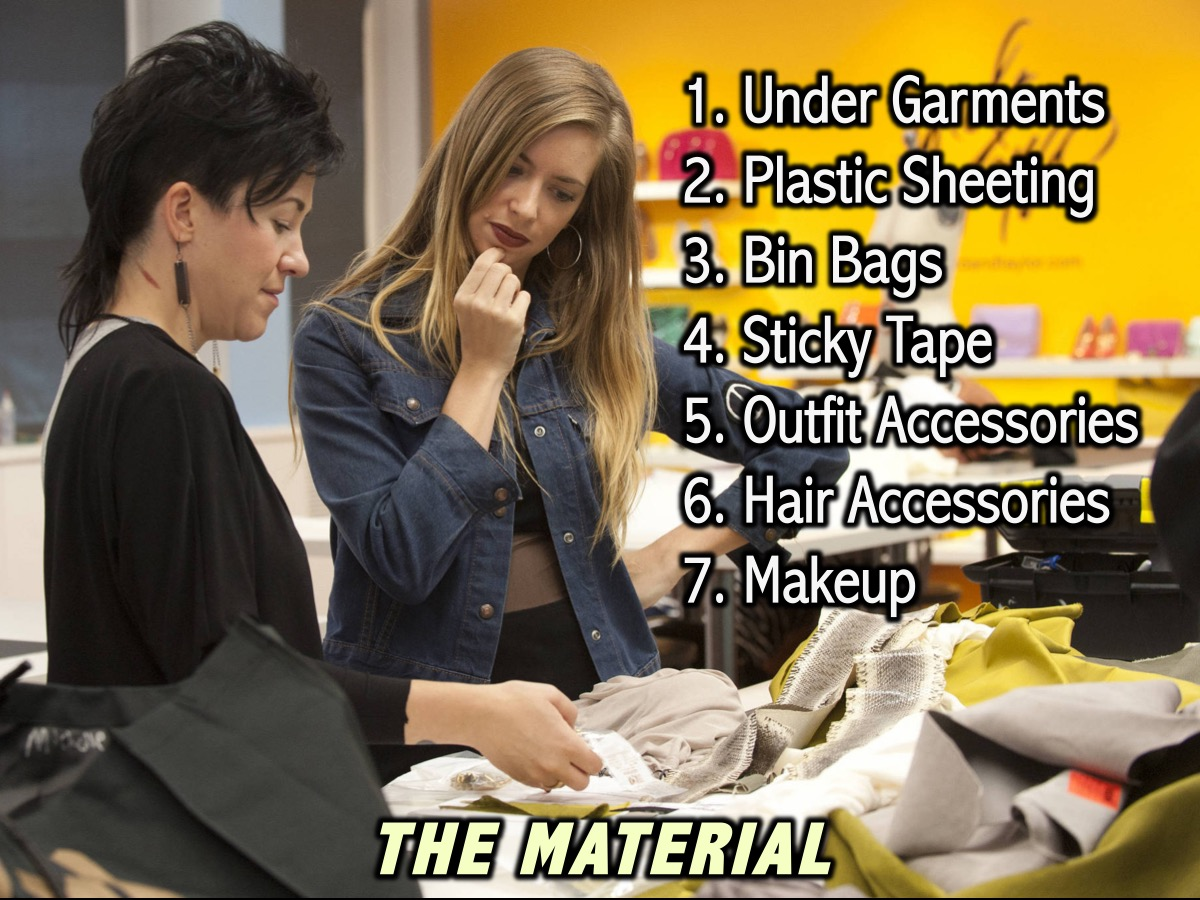 1. Under Garments
2. Plastic Sheeting
3. Bin Bags
4. Sticky Tape
5. Outfit Accessories
6. Hair Accessories
7. Makeup
THE MATERIAL